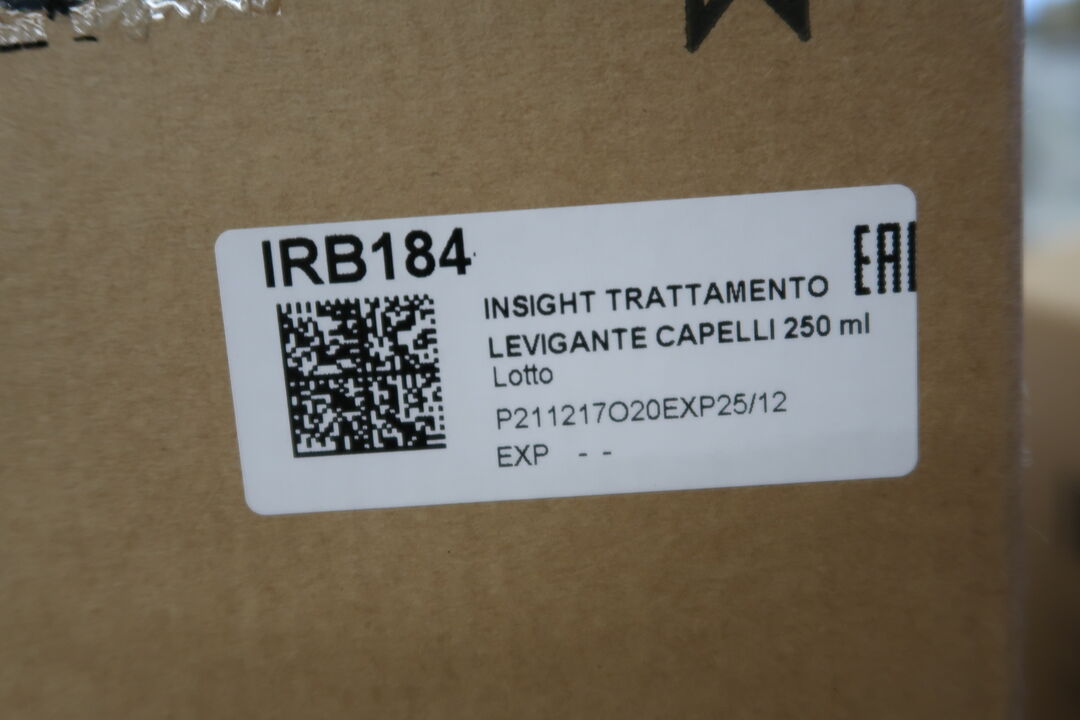 IRB184
EAC
INSIGHT TRATTAMENTO
LEVIGANTE CAPELLI 250 ml
Lotto
P211217O20EXP25/12
EXP - -